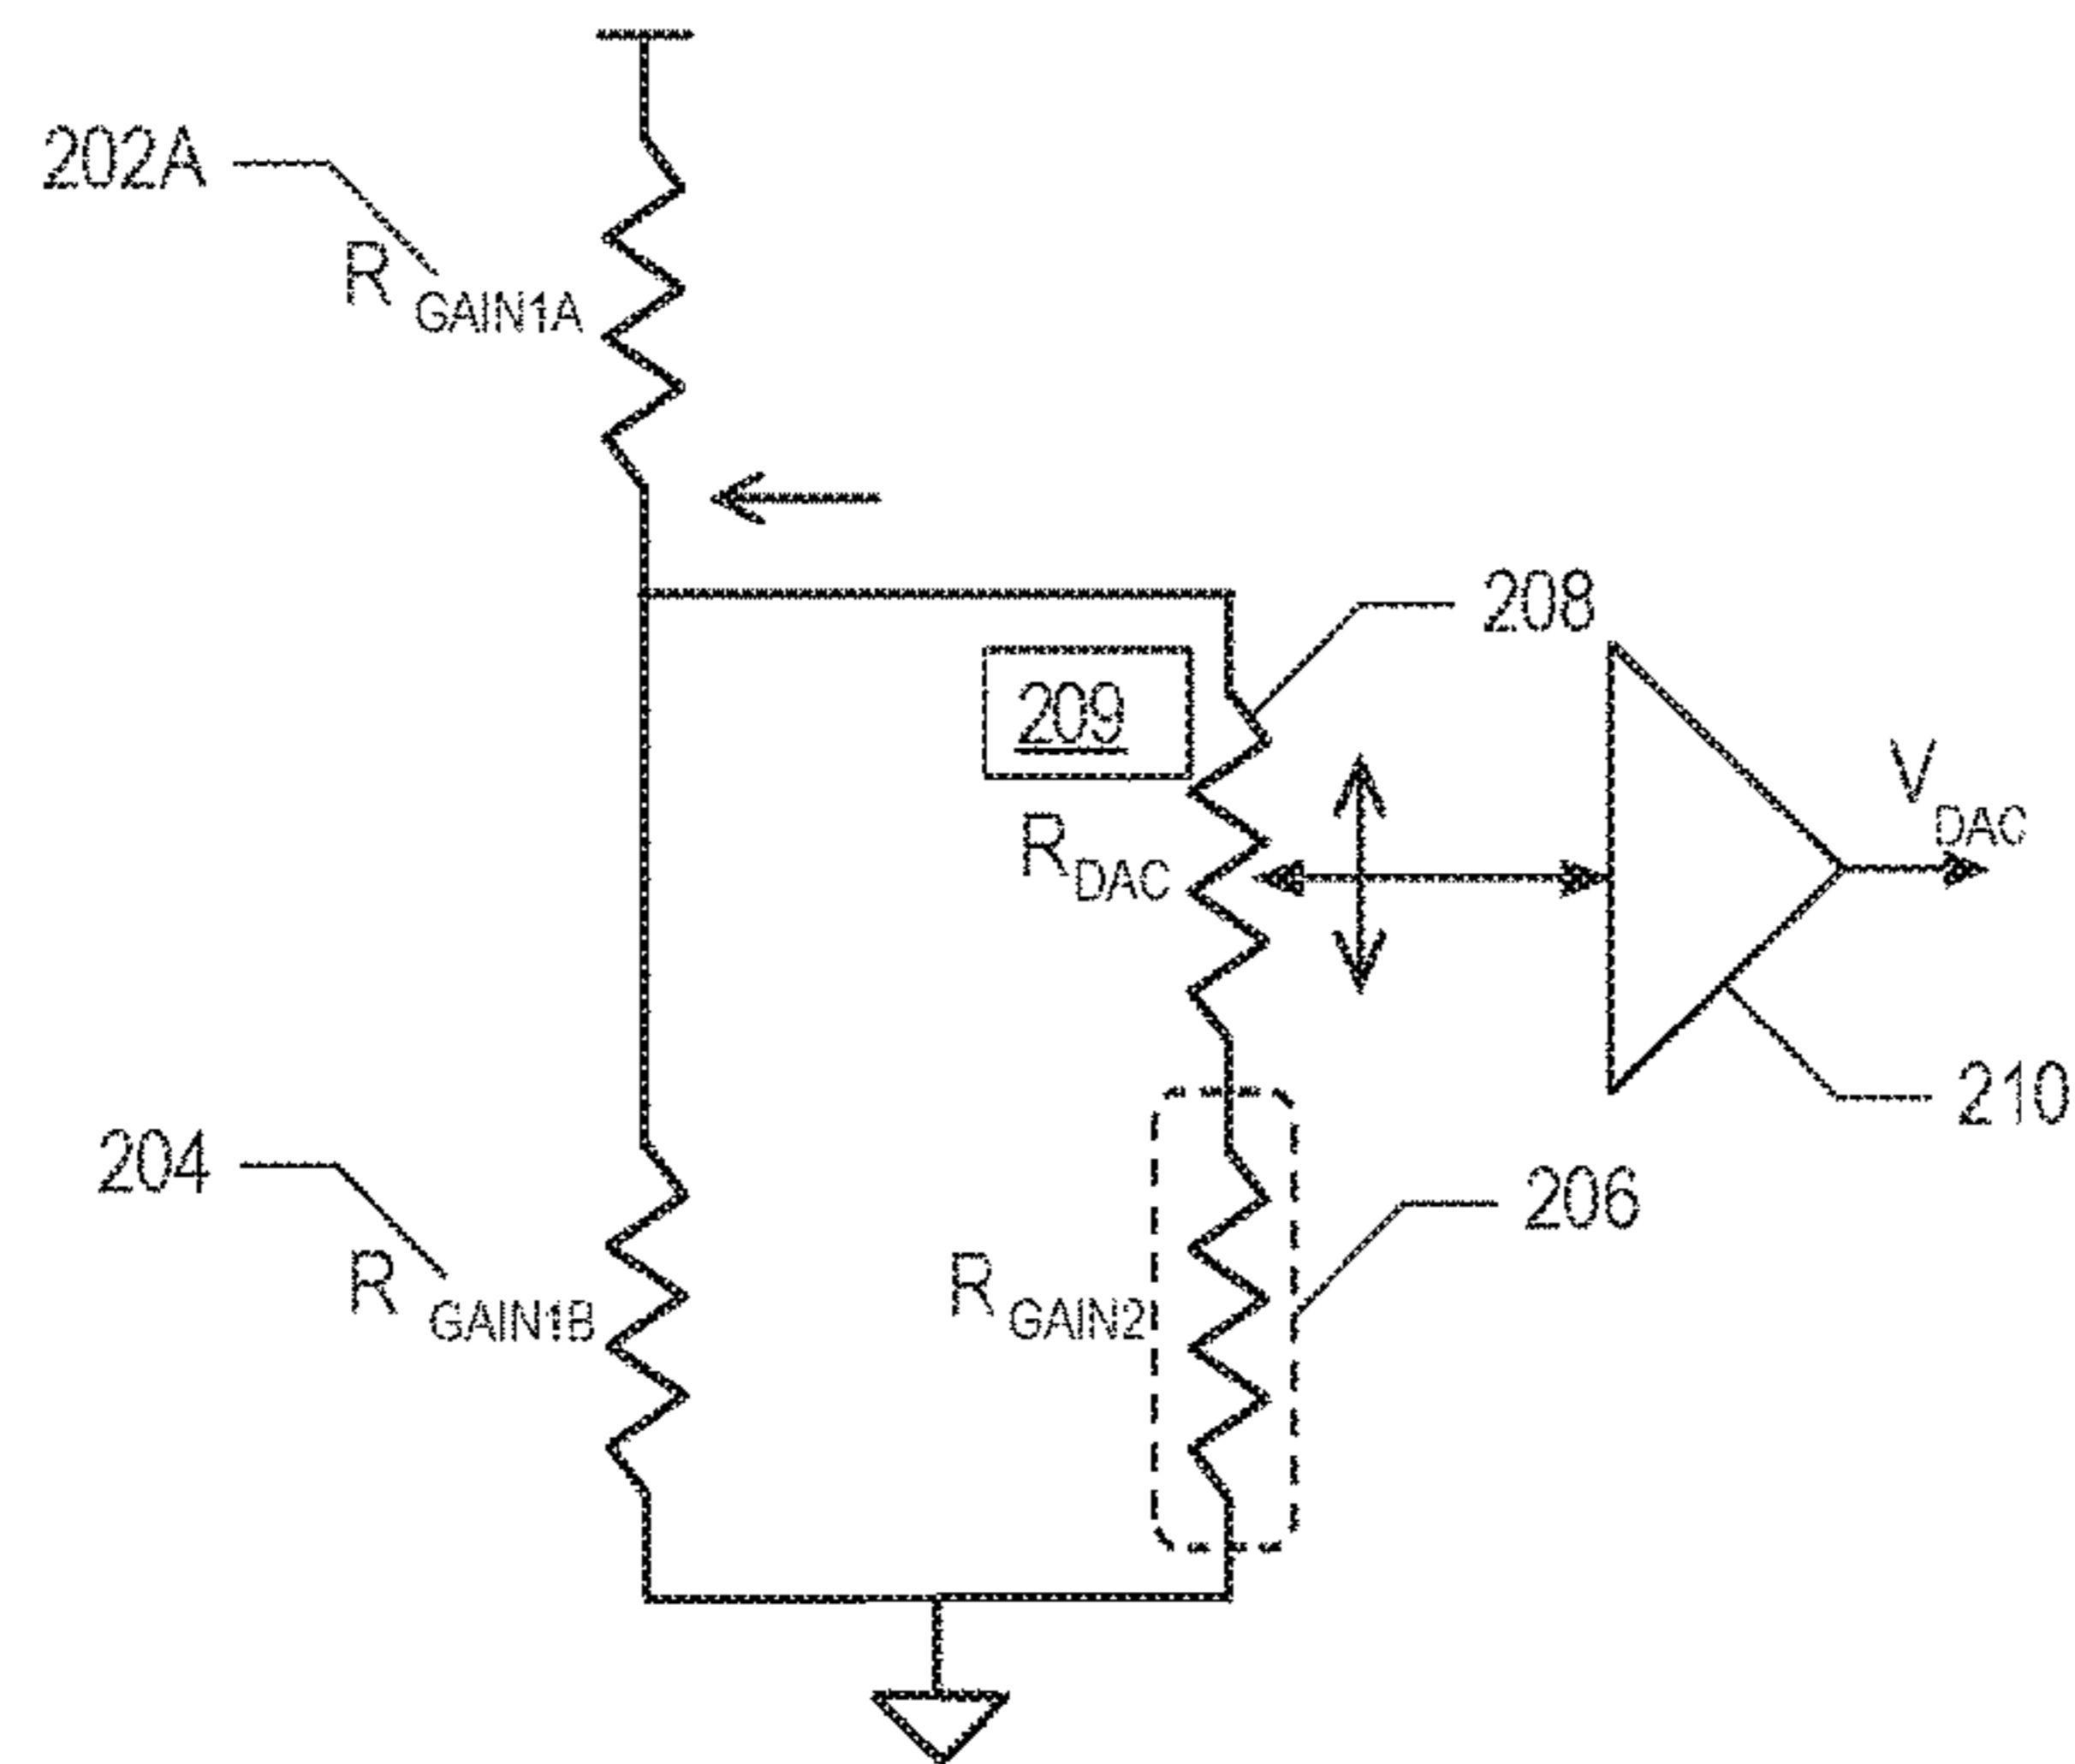 202A
R GAIN1A
208
209
R DAC
V DAC
210
204
R GAIN1B
R GAIN2
206